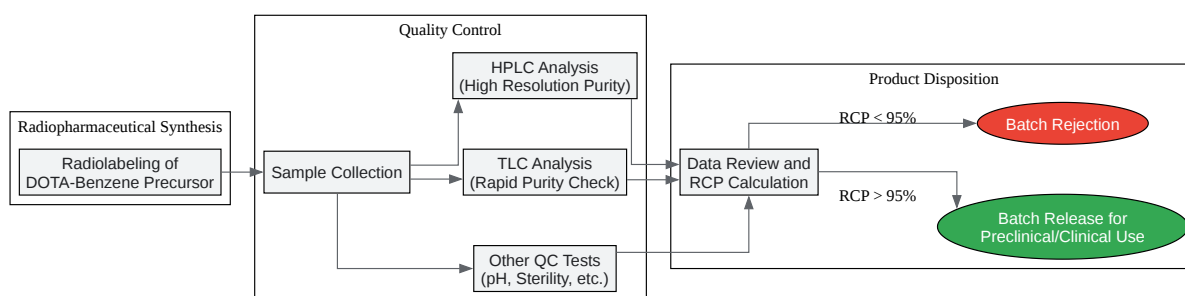 Radiopharmaceutical Synthesis
Radiolabeling of
DOTA-Benzene Precursor
Quality Control
Sample Collection
HPLC Analysis
(High Resolution Purity)
TLC Analysis
(Rapid Purity Check)
Other QC Tests
(pH, Sterility, etc.)
Product Disposition
Data Review and
RCP Calculation
RCP < 95%
Batch Rejection
RCP > 95%
Batch Release for
Preclinical/Clinical Use